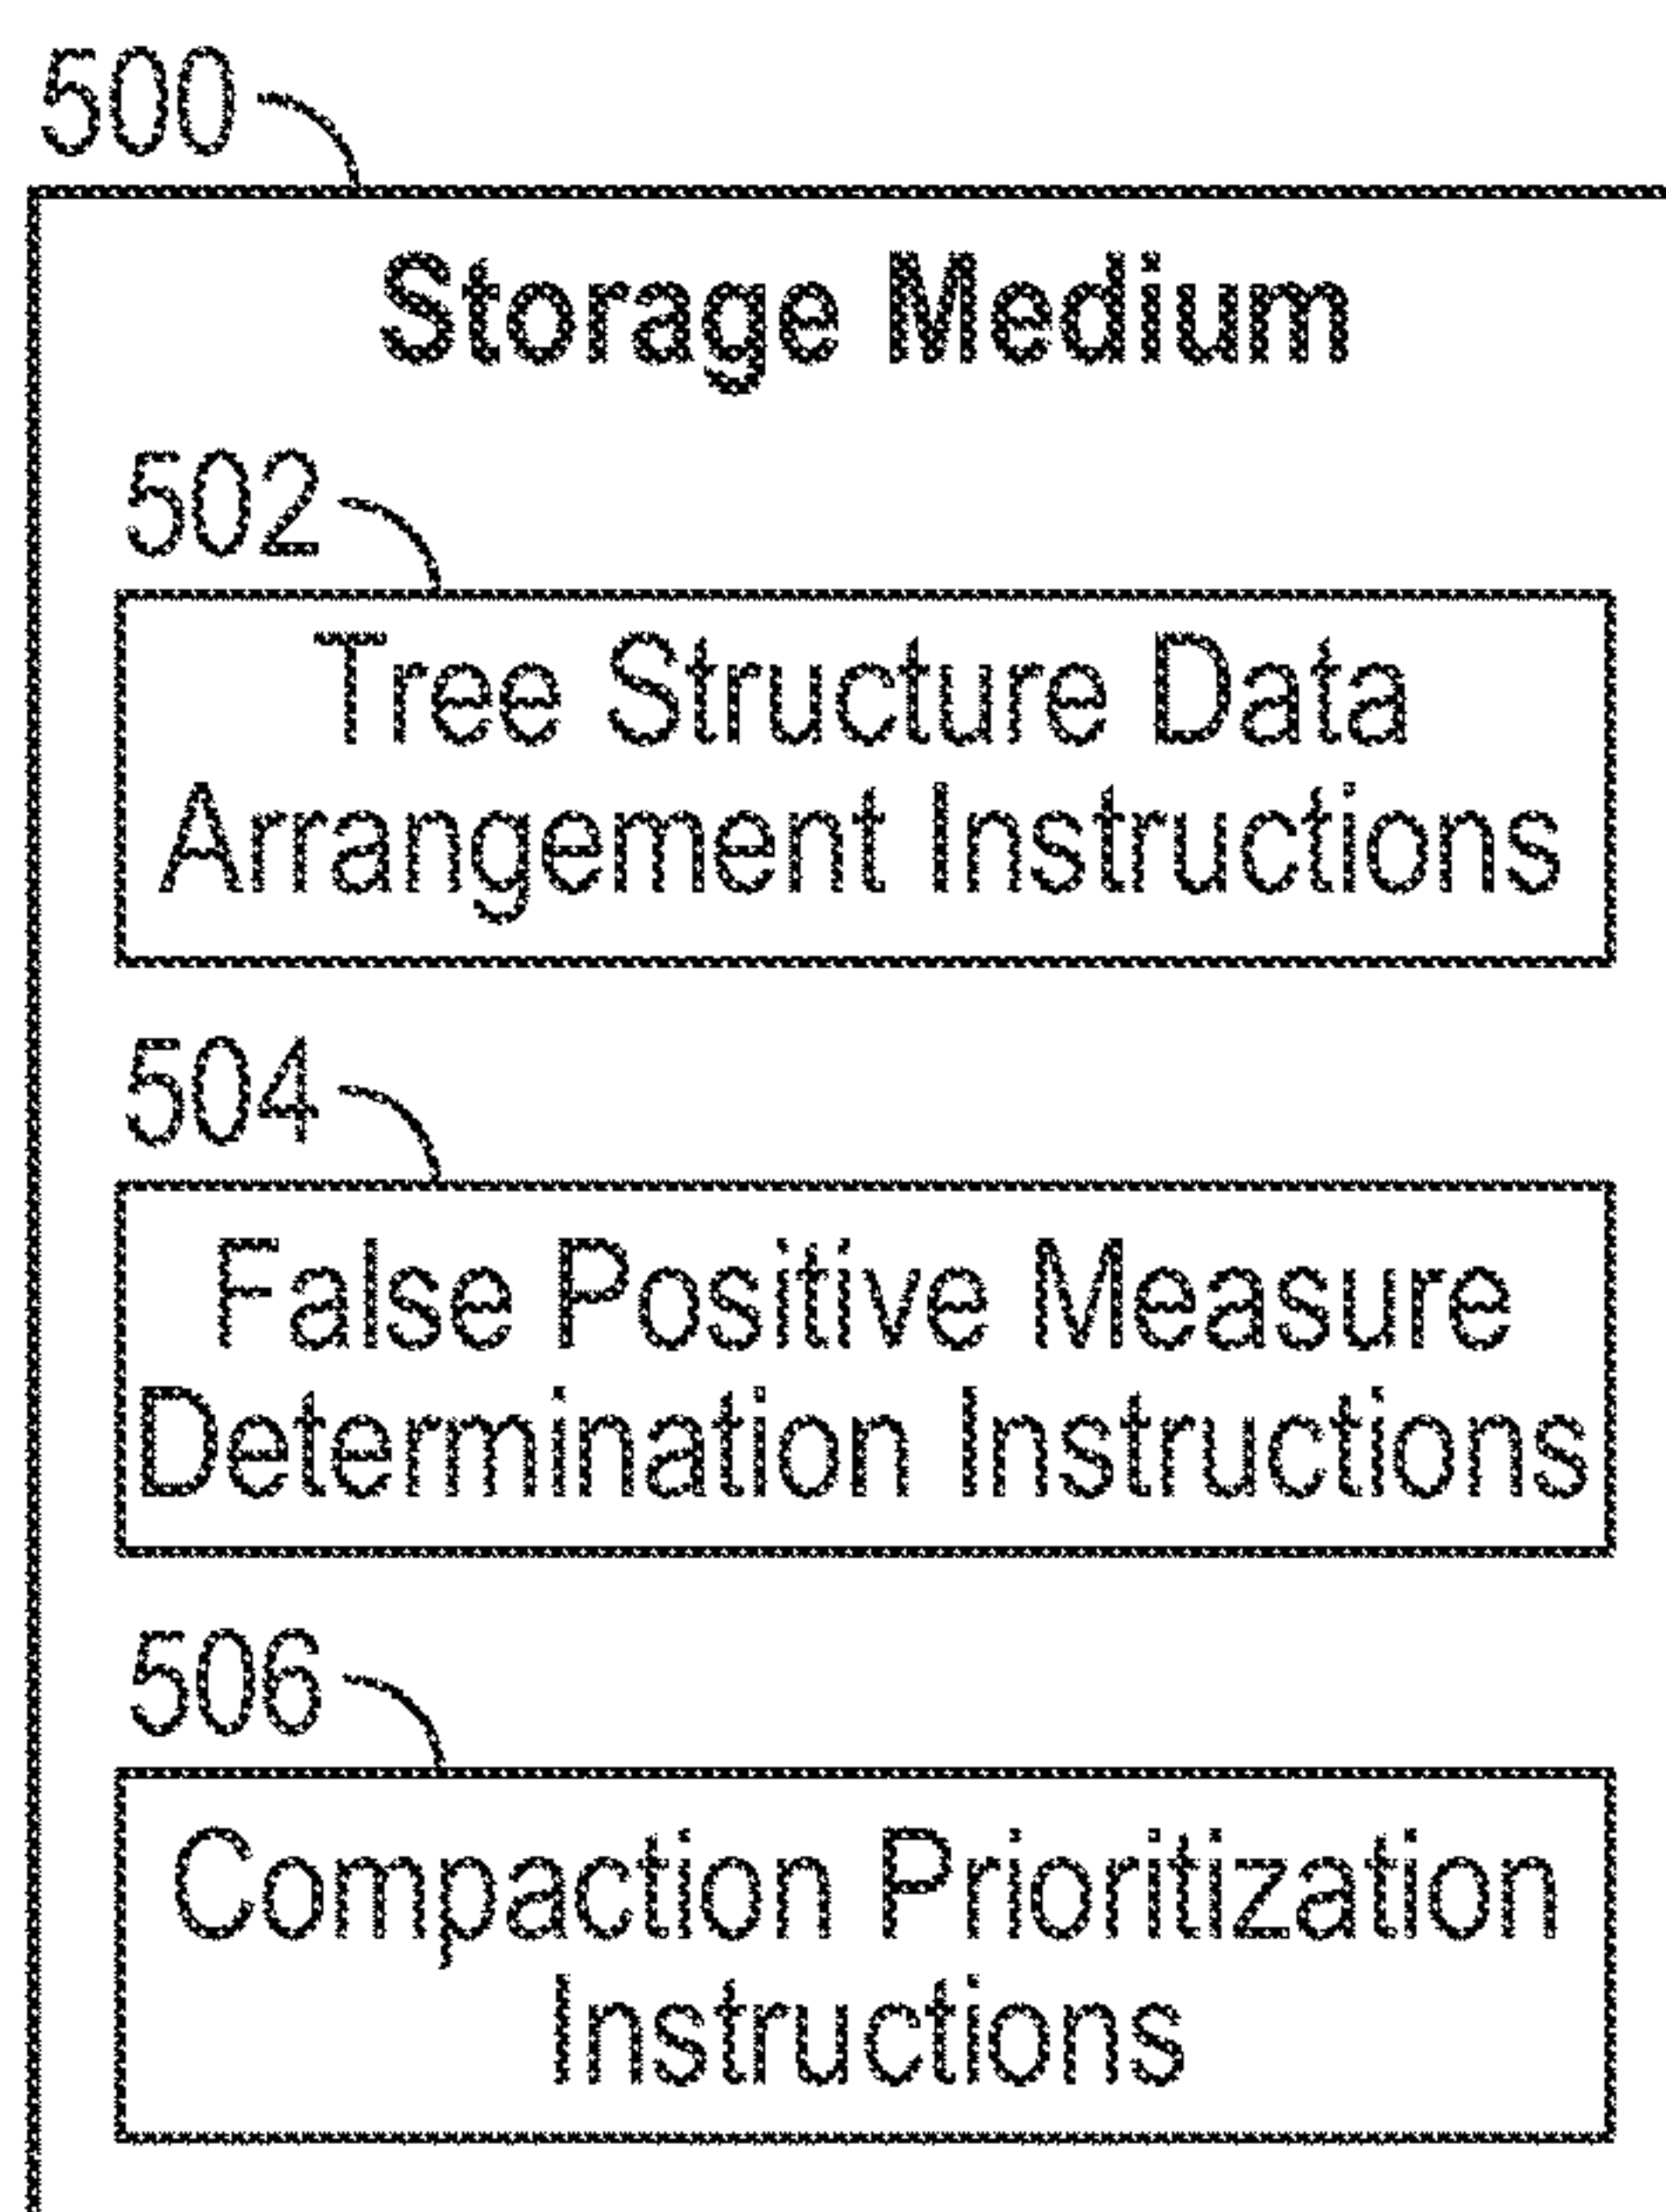 500
Storage Medium
502
Tree Structure Data
Arrangement Instructions
504
False Positive Measure
Determination Instructions
506
Compaction Prioritization
Instructions